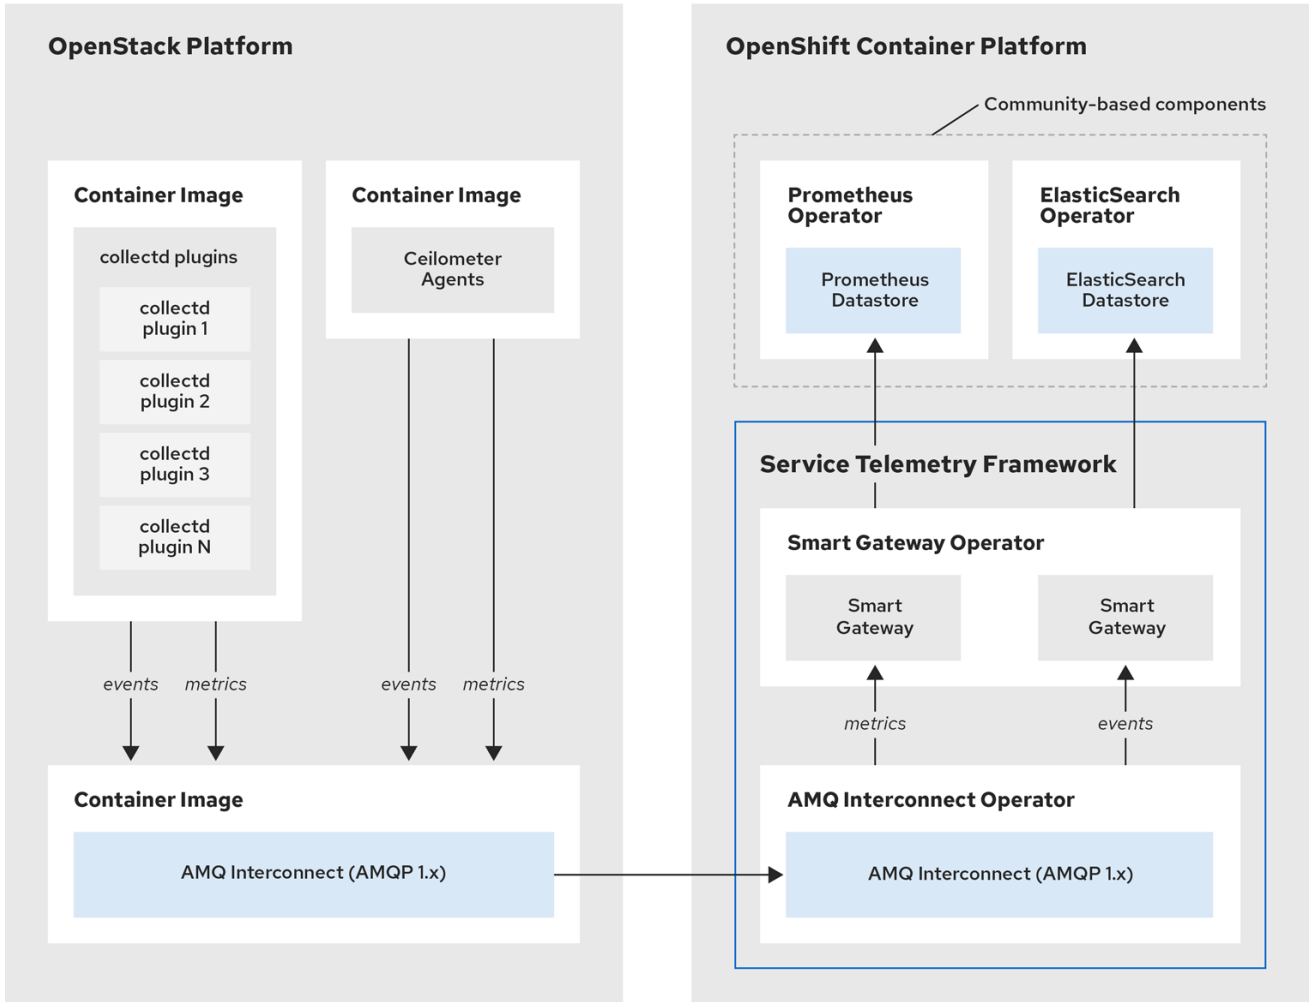 OpenStack Platform
Container Image
collectd plugins
collectd
plugin 1
collectd
plugin 2
collectd
plugin 3
collectd
plugin N
Container Image
Ceilometer
Agents
events
metrics
events
metrics
Container Image
AMQ Interconnect (AMQP 1.x)
OpenShift Container Platform
Community-based components
Prometheus
Operator
Prometheus
Datastore
ElasticSearch
Operator
ElasticSearch
Datastore
Service Telemetry Framework
Smart Gateway Operator
Smart
Gateway
Smart
Gateway
metrics
events
AMQ Interconnect Operator
AMQ Interconnect (AMQP 1.x)